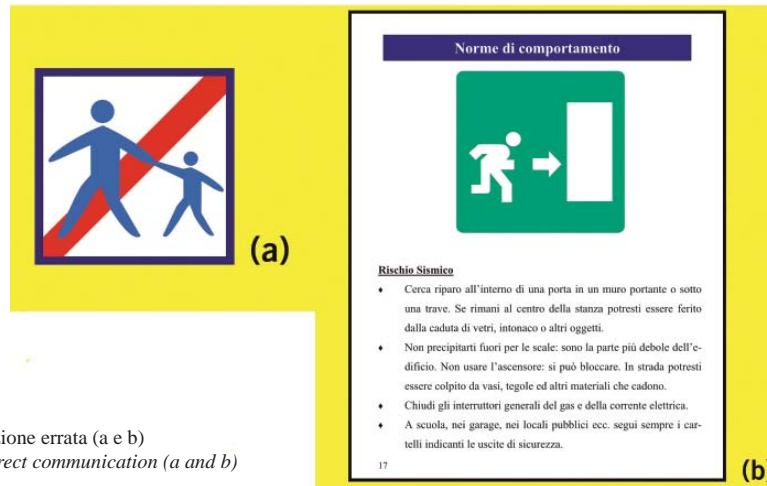 (a)
Norme di comportamento
Rischio Sismico
♦ Cerca riparo all'interno di una porta in un muro portante o sotto
una trave. Se rimani al centro della stanza potresti essere ferito
dalla caduta di vetri, intonaco o altri oggetti.
♦ Non precipitarti fuori per le scale: sono la parte più debole dell'e-
dificio. Non usare l'ascensore: si può bloccare. In strada potresti
essere colpito da vasi, tegole ed altri materiali che cadono.
♦ Chiudi gli interruttori generali del gas e della corrente elettrica.
♦ A scuola, nei garage, nei locali pubblici ecc. segui sempre i car-
telli indicanti le uscite di sicurezza.
17
(b)
zione errata (a e b)
rect communication (a and b)